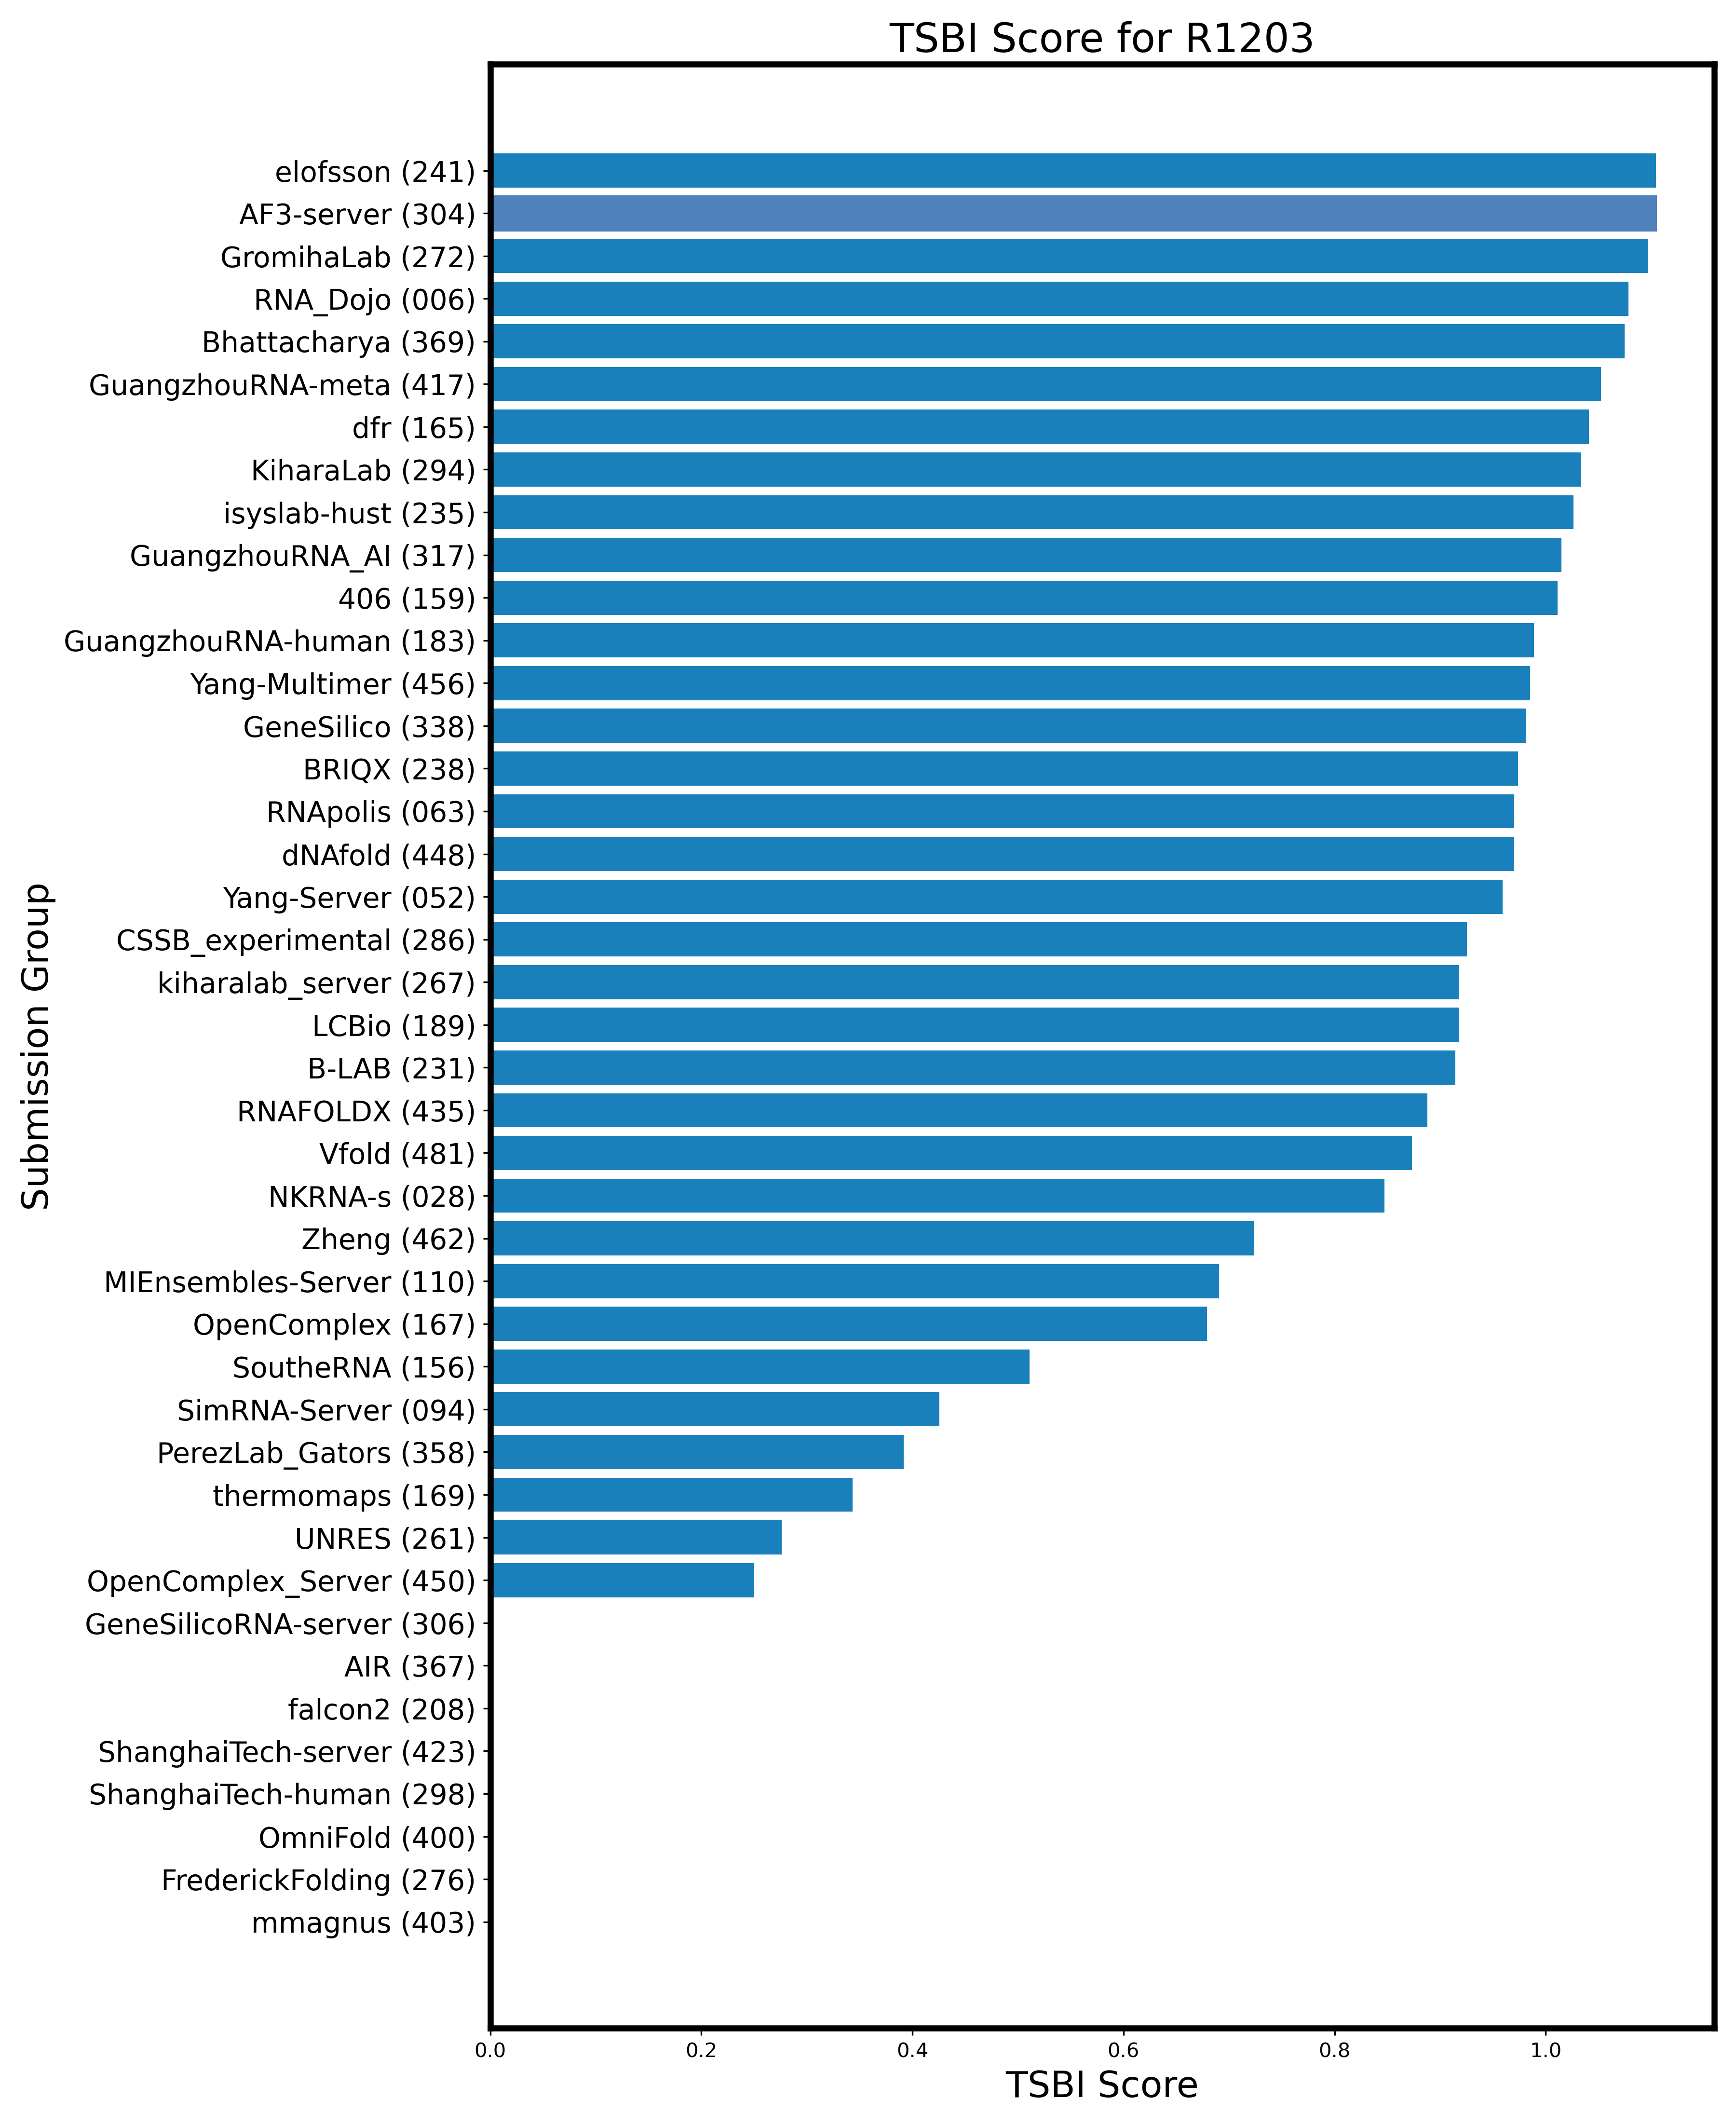 TSBI Score for R1203
elofsson (241)
AF3-server (304)
GromihaLab (272)
RNA_Dojo (006)
Bhattacharya (369)
GuangzhouRNA-meta (417)
dfr (165)
KiharaLab (294)
isyslab-hust (235)
GuangzhouRNA_AI (317)
406 (159)
GuangzhouRNA-human (183)
Yang-Multimer (456)
GeneSilico (338)
BRIQX (238)
RNApolis (063)
dNAfold (448)
Yang-Server (052)
CSSB_experimental (286)
kiharalab_server (267)
LCBio (189)
B-LAB (231)
RNAFOLDX (435)
Vfold (481)
NKRNA-s (028)
Zheng (462)
MIEnsembles-Server (110)
OpenComplex (167)
SoutheRNA (156)
SimRNA-Server (094)
PerezLab_Gators (358)
thermomaps (169)
UNRES (261)
OpenComplex_Server (450)
GeneSilicoRNA-server (306)
AIR (367)
falcon2 (208)
ShanghaiTech-server (423)
ShanghaiTech-human (298)
OmniFold (400)
FrederickFolding (276)
mmagnus (403)
Submission Group
0.0 0.2 0.4 0.6 0.8 1.0
TSBI Score